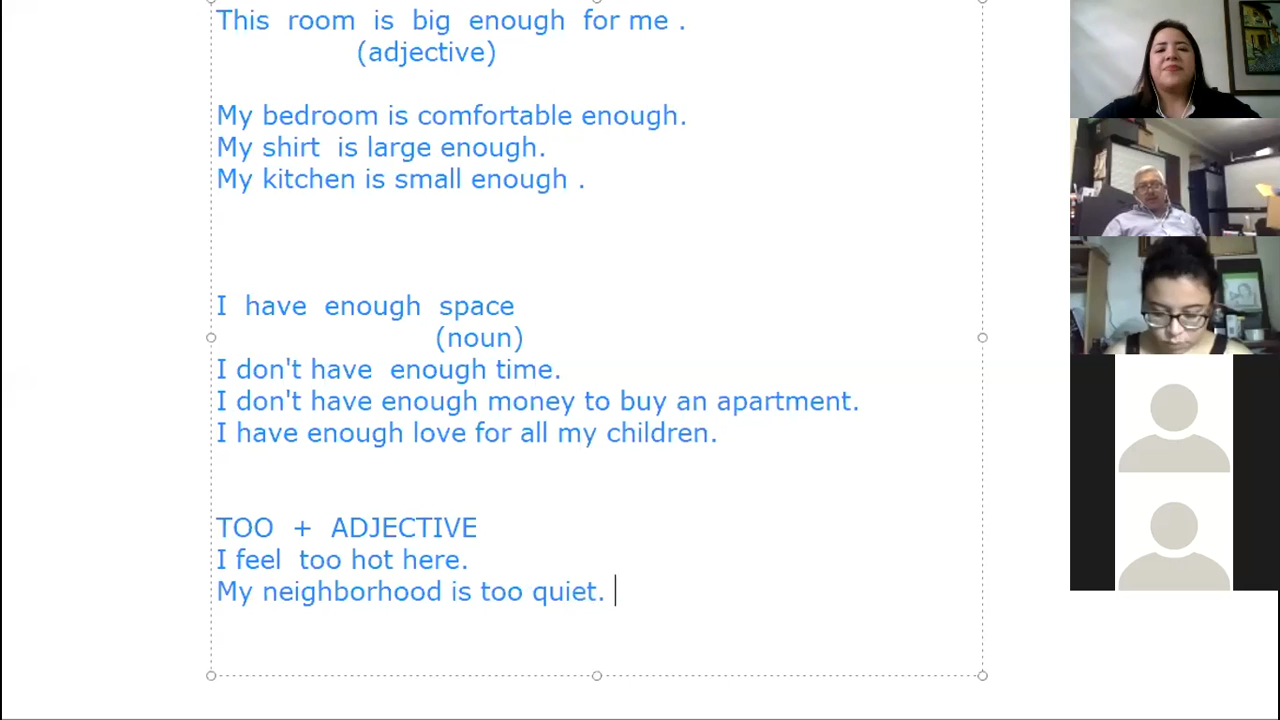 This room is big enough for me .
(adjective)
My bedroom is comfortable enough.
My shirt is large enough.
My kitchen is small enough .
I have enough space
(noun)
I don't have enough time.
I don't have enough money to buy an apartment.
I have enough love for all my children.
TOO + ADJECTIVE
I feel too hot here.
My neighborhood is too quiet.